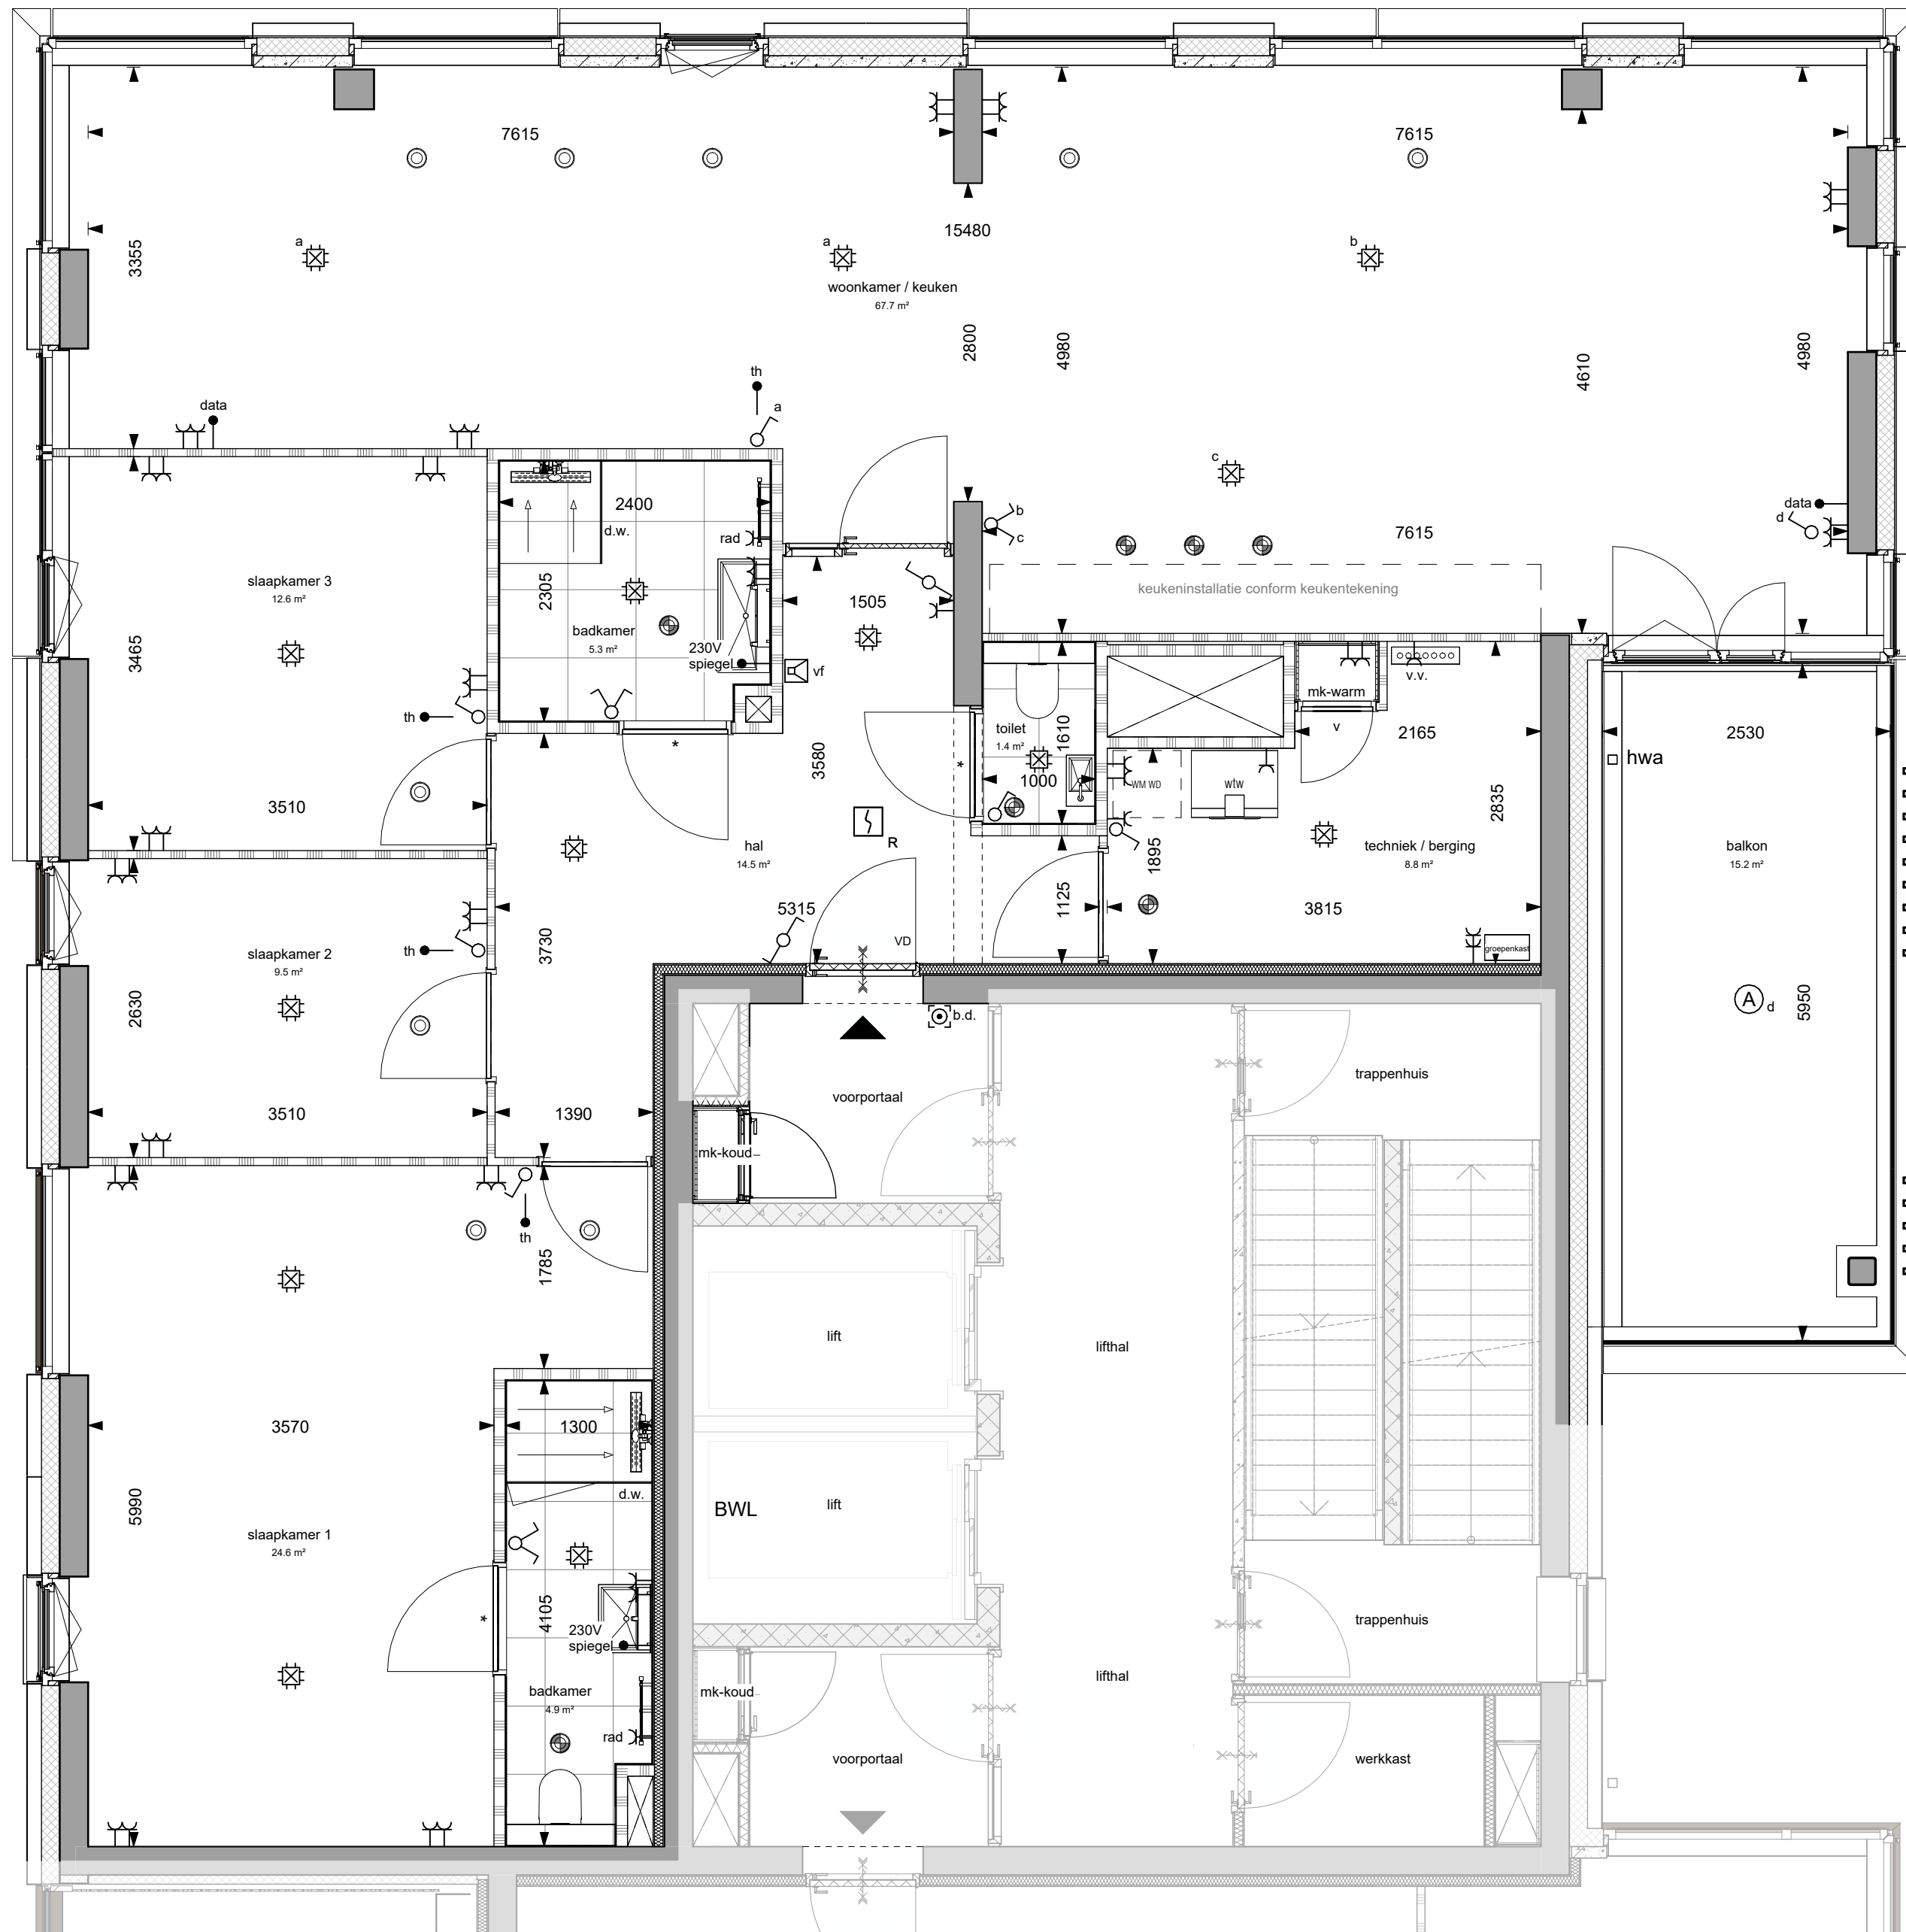 7615
7615
15480
a
a
b
3355
woonkamer / keuken
67.7 m²
2800
4980
4610
4980
th
a
data
c
2400
d.w.
rad
b
c
data
d
7615
keukeninstallatie conform keukentekening
slaapkamer 3
12.6 m²
2305
1505
badkamer
5.3 m²
230V
spiegel
vf
3465
th
*
3580
toilet
1.4 m²
1610
1000
*
mk-warm
v.v.
v
2165
2530
hwa
WM WD
wtw
2835
3510
R
hal
14.5 m²
1895
techniek / berging
8.8 m²
balkon
15.2 m²
5315
1125
3815
VD
groepenkast
3730
th
slaapkamer 2
9.5 m²
2630
A
d
5950
b.d.
voorportaal
trappenhuis
3510
1390
mk-koud
th
1785
lift
lifthal
3570
1300
d.w.
5990
BWL
lift
slaapkamer 1
24.6 m²
4105
*
230V
spiegel
trappenhuis
lifthal
badkamer
4.9 m²
rad
mk-koud
voorportaal
werkkast